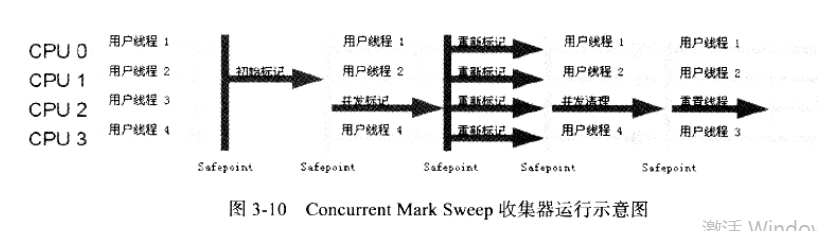 CPU 0 用户线程 1 用户线程 1 重新标记 用户线程 1 用户线程 1
CPU 1 用户线程 2 初始标记 用户线程 2 重新标记 用户线程 2 用户线程 2
CPU 2 用户线程 3 并发标记 重新标记 并发清理 重置线程
CPU 3 用户线程 4 用户线程 4 重新标记 用户线程 4 用户线程 3
Safepoint Safepoint Safepoint Safepoint Safepoint
图 3-10 Concurrent Mark Sweep 收集器运行示意图
激活 Window